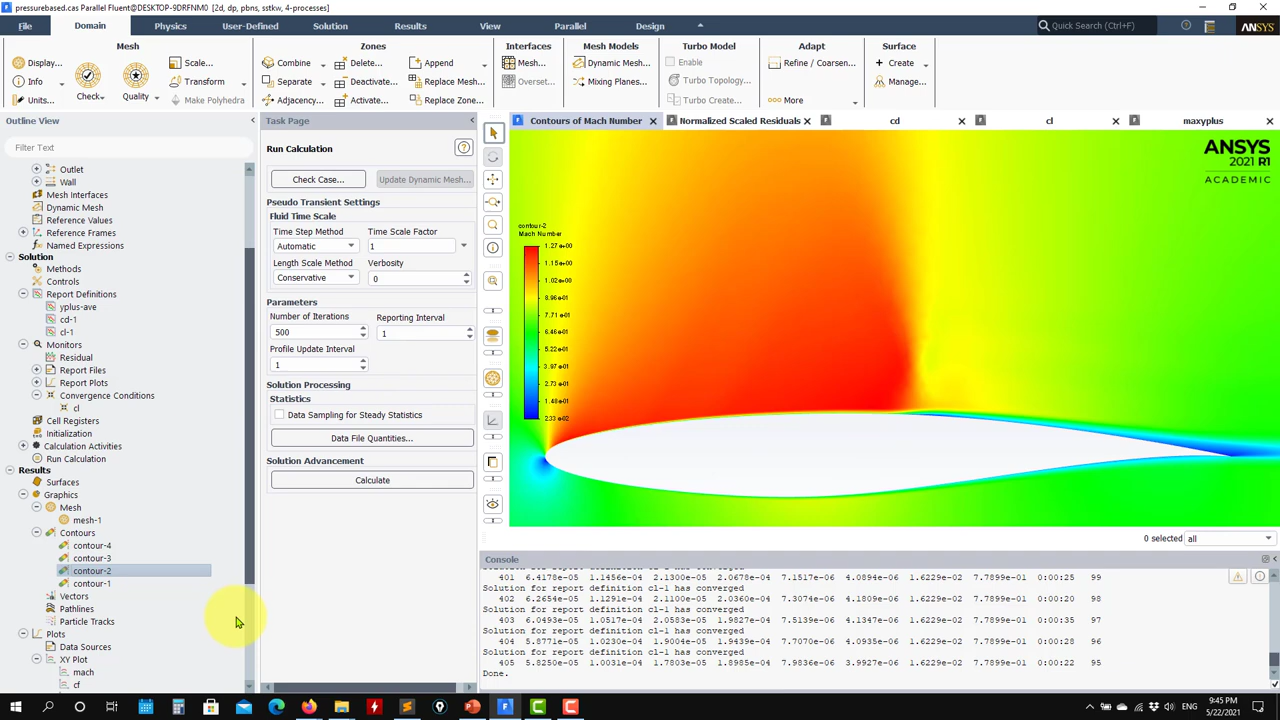 pressurebased.cas Parallel Fluent@DESKTOP-9DRFNM0 [2d, dp, pbns, sstkw, 4-processes]
File Domain Physics User-Defined Solution Results View Parallel Design Quick Search (Ctrl+F) ANSYS
Mesh Zones Interfaces Mesh Models Turbo Model Adapt Surface
Display... Scale... Combine Delete... Append Mesh... Dynamic Mesh... Enable Refine / Coarsen... Create
Info Check Quality Transform Separate Deactivate... Replace Mesh... Overset... Mixing Planes... Turbo Topology... Manage...
Units... Make Polyhedra Adjacency... Activate... Replace Zone... Turbo Create... More
Outline View
Filter Text
Outlet
Wall
Mesh Interfaces
Dynamic Mesh
Reference Values
Reference Frames
Named Expressions
Solution
Methods
Controls
Report Definitions
yplus-ave
cd-1
cl-1
Monitors
Residual
Report Files
Report Plots
Convergence Conditions
cl
Cell Registers
Initialization
Calculation Activities
Run Calculation
Results
Surfaces
Graphics
Mesh
mesh-1
Contours
contour-4
contour-3
contour-2
contour-1
Vectors
Pathlines
Particle Tracks
Plots
Data Sources
XY Plot
mach
cf
Task Page
Run Calculation ?
Check Case... Update Dynamic Mesh...
Pseudo Transient Settings
Fluid Time Scale
Time Step Method Time Scale Factor
Automatic 1
Length Scale Method Verbosity
Conservative 0
Parameters
Number of Iterations Reporting Interval
500 1
Profile Update Interval
1
Solution Processing
Statistics
Data Sampling for Steady Statistics
Data File Quantities...
Solution Advancement
Calculate
Contours of Mach Number Normalized Scaled Residuals cd cl maxyplus
ANSYS
2021 R1
ACADEMIC
contour-2
Mach Number
1.27e+00
1.15e+00
1.02e+00
8.96e-01
7.71e-01
6.46e-01
5.22e-01
3.97e-01
2.73e-01
1.48e-01
2.33e-02
0 selected all
Console
401 6.4178e-05 1.1456e-04 2.1300e-05 2.0678e-04 7.1517e-06 4.0894e-06 1.6229e-02 7.7899e-01 0:00:25 99
Solution for report definition cl-1 has converged
402 6.2654e-05 1.1291e-04 2.1100e-05 2.0360e-04 7.3074e-06 4.1809e-06 1.6229e-02 7.7899e-01 0:00:20 98
Solution for report definition cl-1 has converged
403 6.0493e-05 1.0517e-04 2.0583e-05 1.9827e-04 7.5139e-06 4.1347e-06 1.6229e-02 7.7899e-01 0:00:35 97
Solution for report definition cl-1 has converged
404 5.8771e-05 1.0230e-04 1.9004e-05 1.9439e-04 7.7070e-06 4.0935e-06 1.6229e-02 7.7899e-01 0:00:28 96
Solution for report definition cl-1 has converged
405 5.8250e-05 1.0031e-04 1.7803e-05 1.8985e-04 7.9836e-06 3.9927e-06 1.6229e-02 7.7899e-01 0:00:22 95
Done.
ENG
9:45 PM
5/22/2021